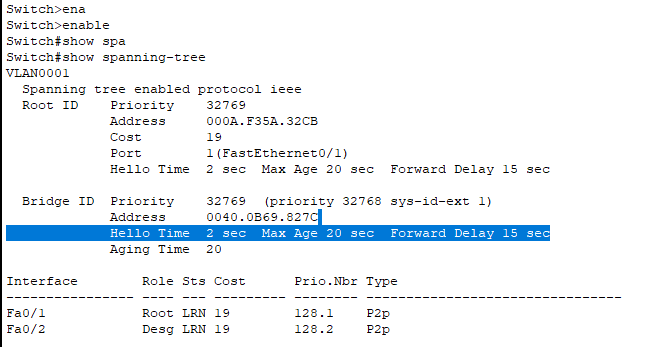 Switch>ena
Switch>enable
Switch#show spa
Switch#show spanning-tree
VLAN0001
  Spanning tree enabled protocol ieee
  Root ID    Priority    32769
             Address     000A.F35A.32CB
             Cost        19
             Port        1(FastEthernet0/1)
             Hello Time  2 sec  Max Age 20 sec  Forward Delay 15 sec

  Bridge ID  Priority    32769  (priority 32768 sys-id-ext 1)
             Address     0040.0B69.827C
             Hello Time  2 sec  Max Age 20 sec  Forward Delay 15 sec
             Aging Time  20

Interface        Role Sts Cost      Prio.Nbr Type
---------------- ---- --- --------- -------- --------------------------------
Fa0/1            Root LRN 19        128.1    P2p
Fa0/2            Desg LRN 19        128.2    P2p